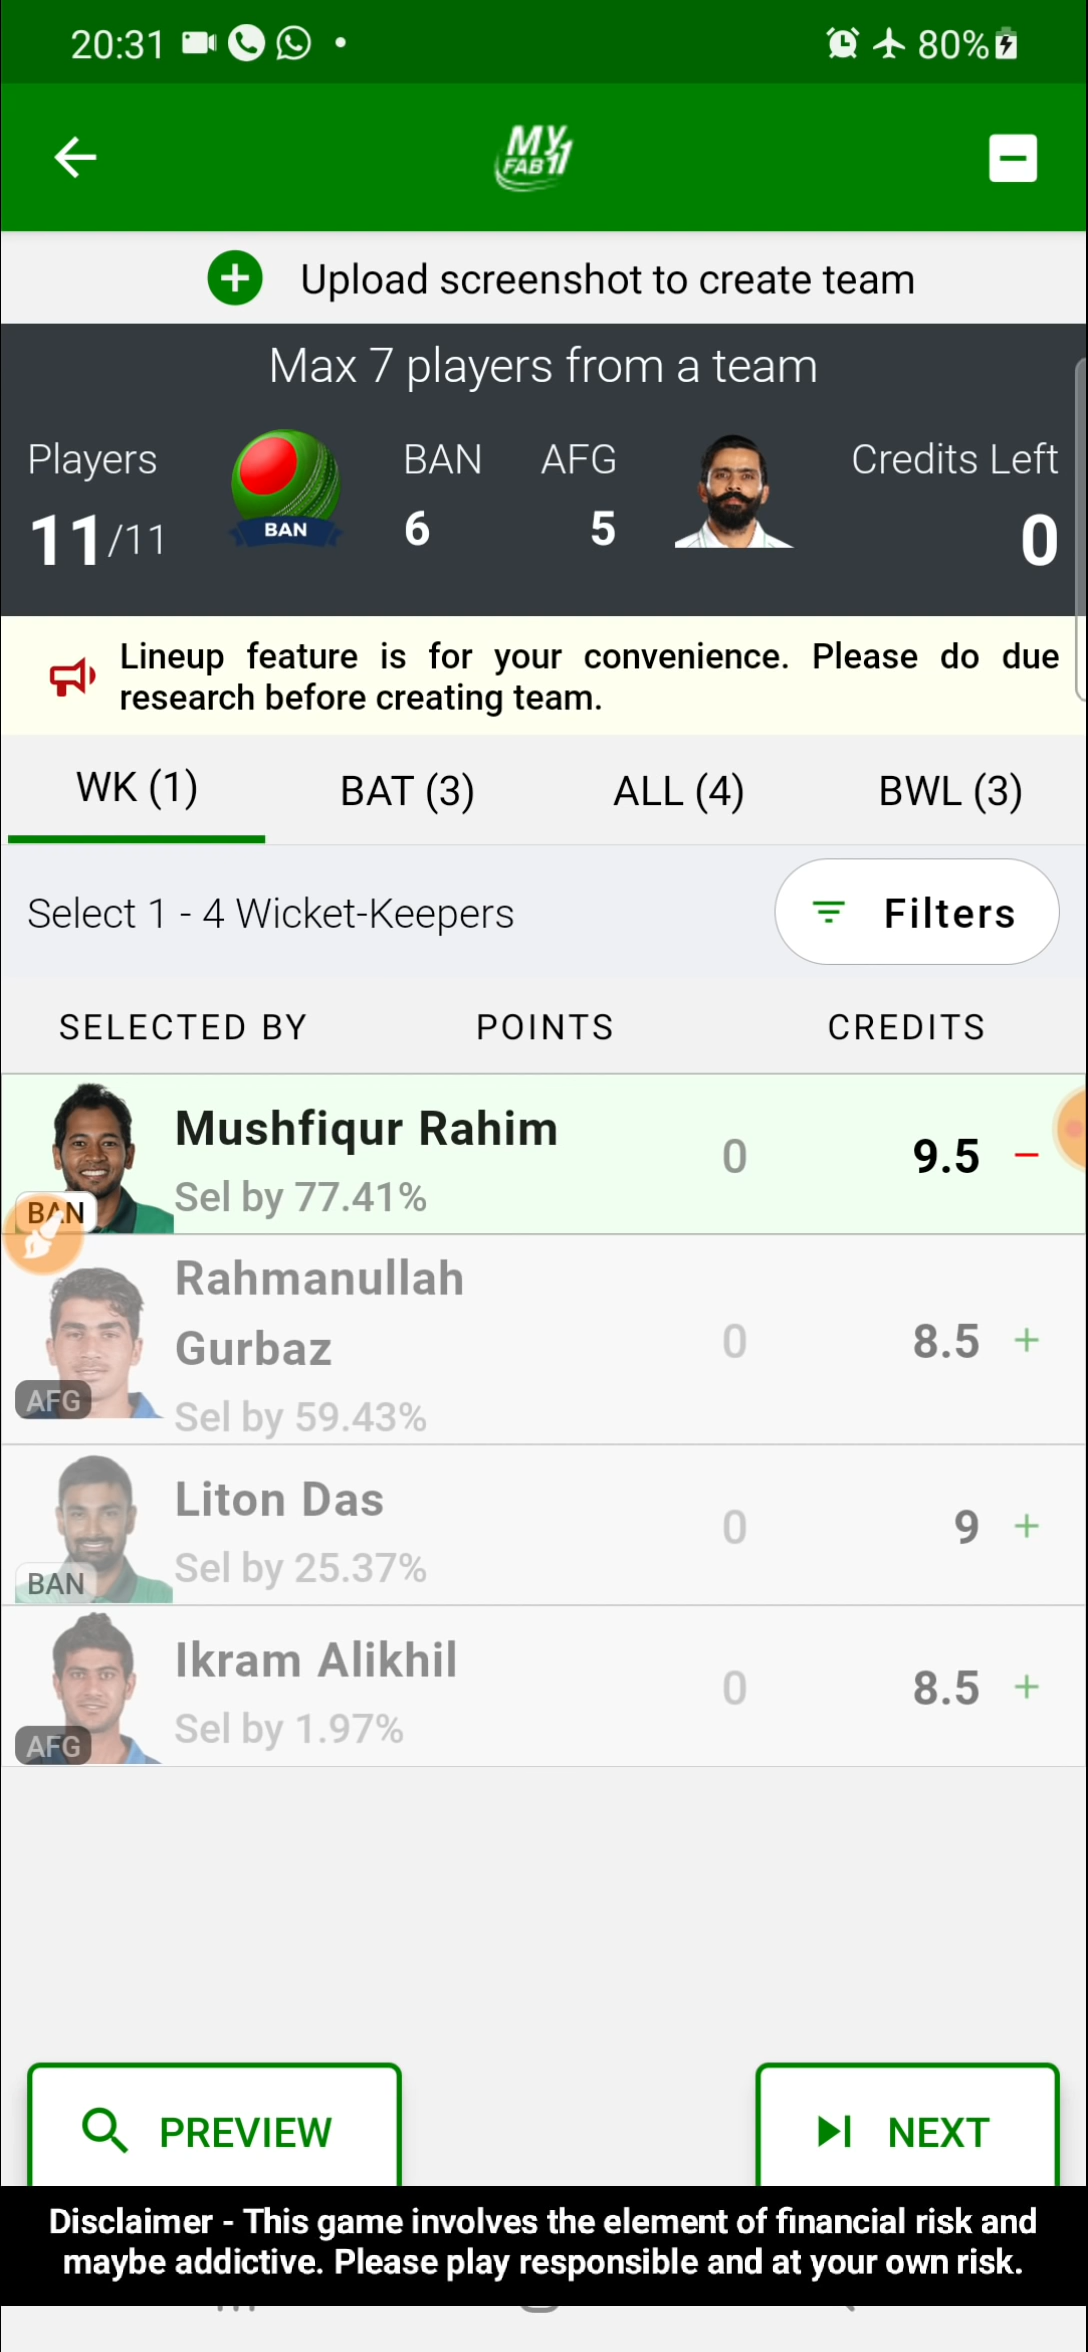 20:31
80%
MY
FAB11
Upload screenshot to create team
Max 7 players from a team
Players
BAN
AFG
Credits Left
11/11
BAN
6
5
0
Lineup feature is for your convenience. Please do due
research before creating team.
WK (1)
BAT (3)
ALL (4)
BWL (3)
Select 1 - 4 Wicket-Keepers
Filters
SELECTED BY
POINTS
CREDITS
Mushfiqur Rahim
Sel by 77.41%
0
9.5
BAN
Rahmanullah
Gurbaz
Sel by 59.43%
0
8.5
AFG
Liton Das
Sel by 25.37%
0
9
BAN
Ikram Alikhil
Sel by 1.97%
0
8.5
AFG
PREVIEW
NEXT
Disclaimer - This game involves the element of financial risk and
maybe addictive. Please play responsible and at your own risk.